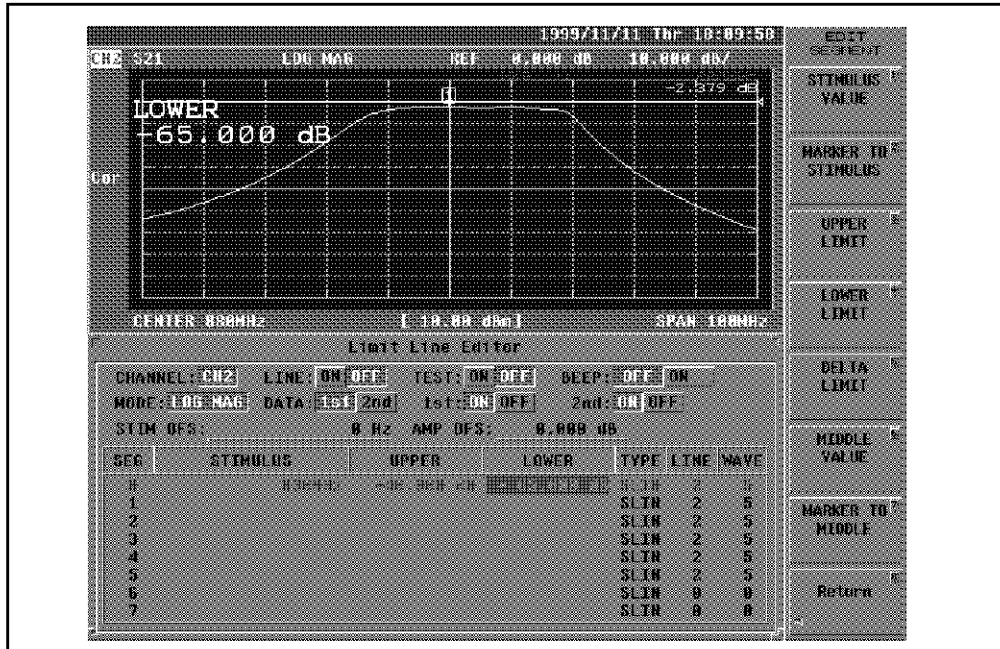 1999/11/11 Thr 18:09:58
CH2 S21 LOG MAG REF 0.000 dB 10.000 dB/
-2.379 dB
LOWER
-65.000 dB
Cor
CENTER 880MHz [ 10.00 dBm] SPAN 100MHz
Limit Line Editor
CHANNEL: CH2 LINE: ON OFF TEST: ON OFF BEEP: OFF ON
MODE: LOG MAG DATA: 1st 2nd 1st: ON OFF 2nd: ON OFF
STIM OFS: 0 Hz AMP OFS: 0.000 dB
SEG STIMULUS UPPER LOWER TYPE LINE WAVE
830MHz
1 SLIN 2 5
2 SLIN 2 5
3 SLIN 2 5
4 SLIN 2 5
5 SLIN 2 5
6 SLIN 0 0
7 SLIN 0 0
EDIT
SEGMENT
STIMULUS
VALUE
MARKER TO
STIMULUS
UPPER
LIMIT
LOWER
LIMIT
DELTA
LIMIT
MIDDLE
VALUE
MARKER TO
MIDDLE
Return